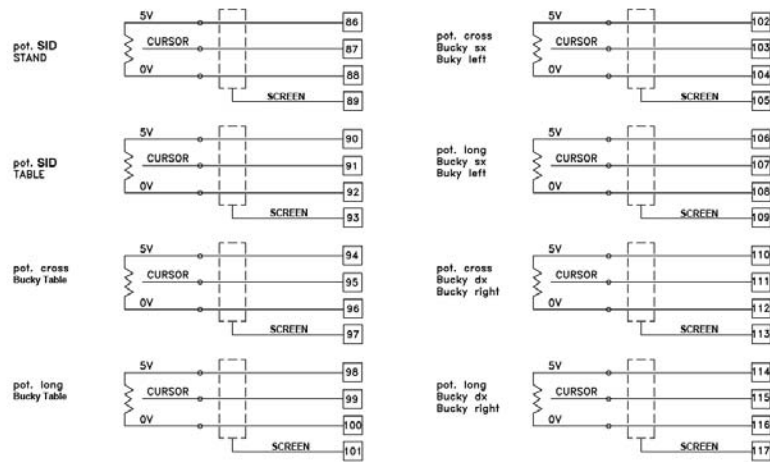 pot. SID
STAND
5V
CURSOR
0V
SCREEN
86
87
88
89
pot. SID
TABLE
5V
CURSOR
0V
SCREEN
90
91
92
93
pot. cross
Bucky Table
5V
CURSOR
0V
SCREEN
94
95
96
97
pot. long
Bucky Table
5V
CURSOR
0V
SCREEN
98
99
100
101
pot. cross
Bucky sx
Buky left
5V
CURSOR
0V
SCREEN
102
103
104
105
pot. long
Bucky sx
Buky left
5V
CURSOR
0V
SCREEN
106
107
108
109
pot. cross
Bucky dx
Bucky right
5V
CURSOR
0V
SCREEN
110
111
112
113
pot. long
Bucky dx
Bucky right
5V
CURSOR
0V
SCREEN
114
115
116
117